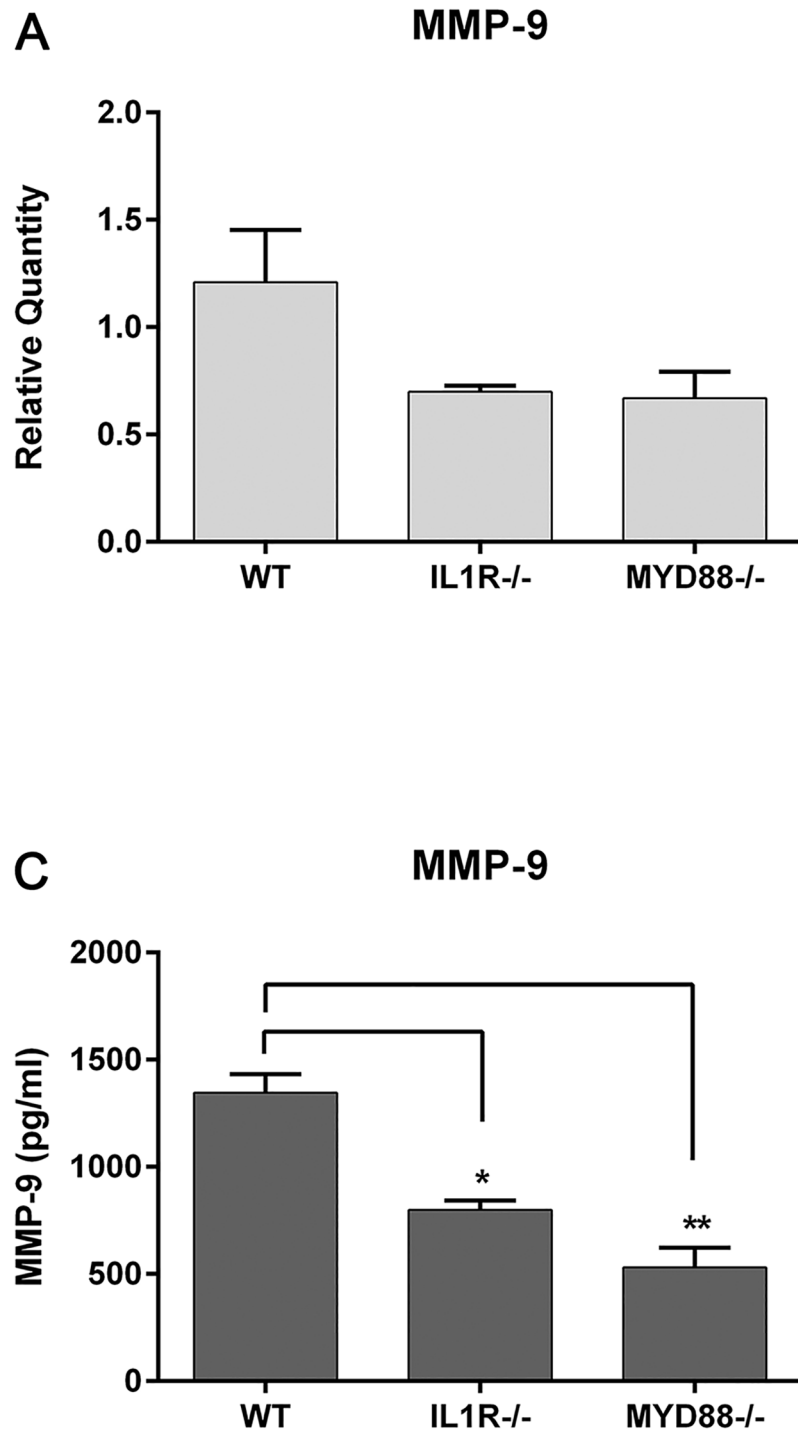 A
MMP-9
Relative Quantity
2.0
1.5
1.0
0.5
0.0
WT IL1R-/- MYD88-/-
C
MMP-9
MMP-9 (pg/ml)
2000
1500
1000
500
0
*
**
WT IL1R-/- MYD88-/-